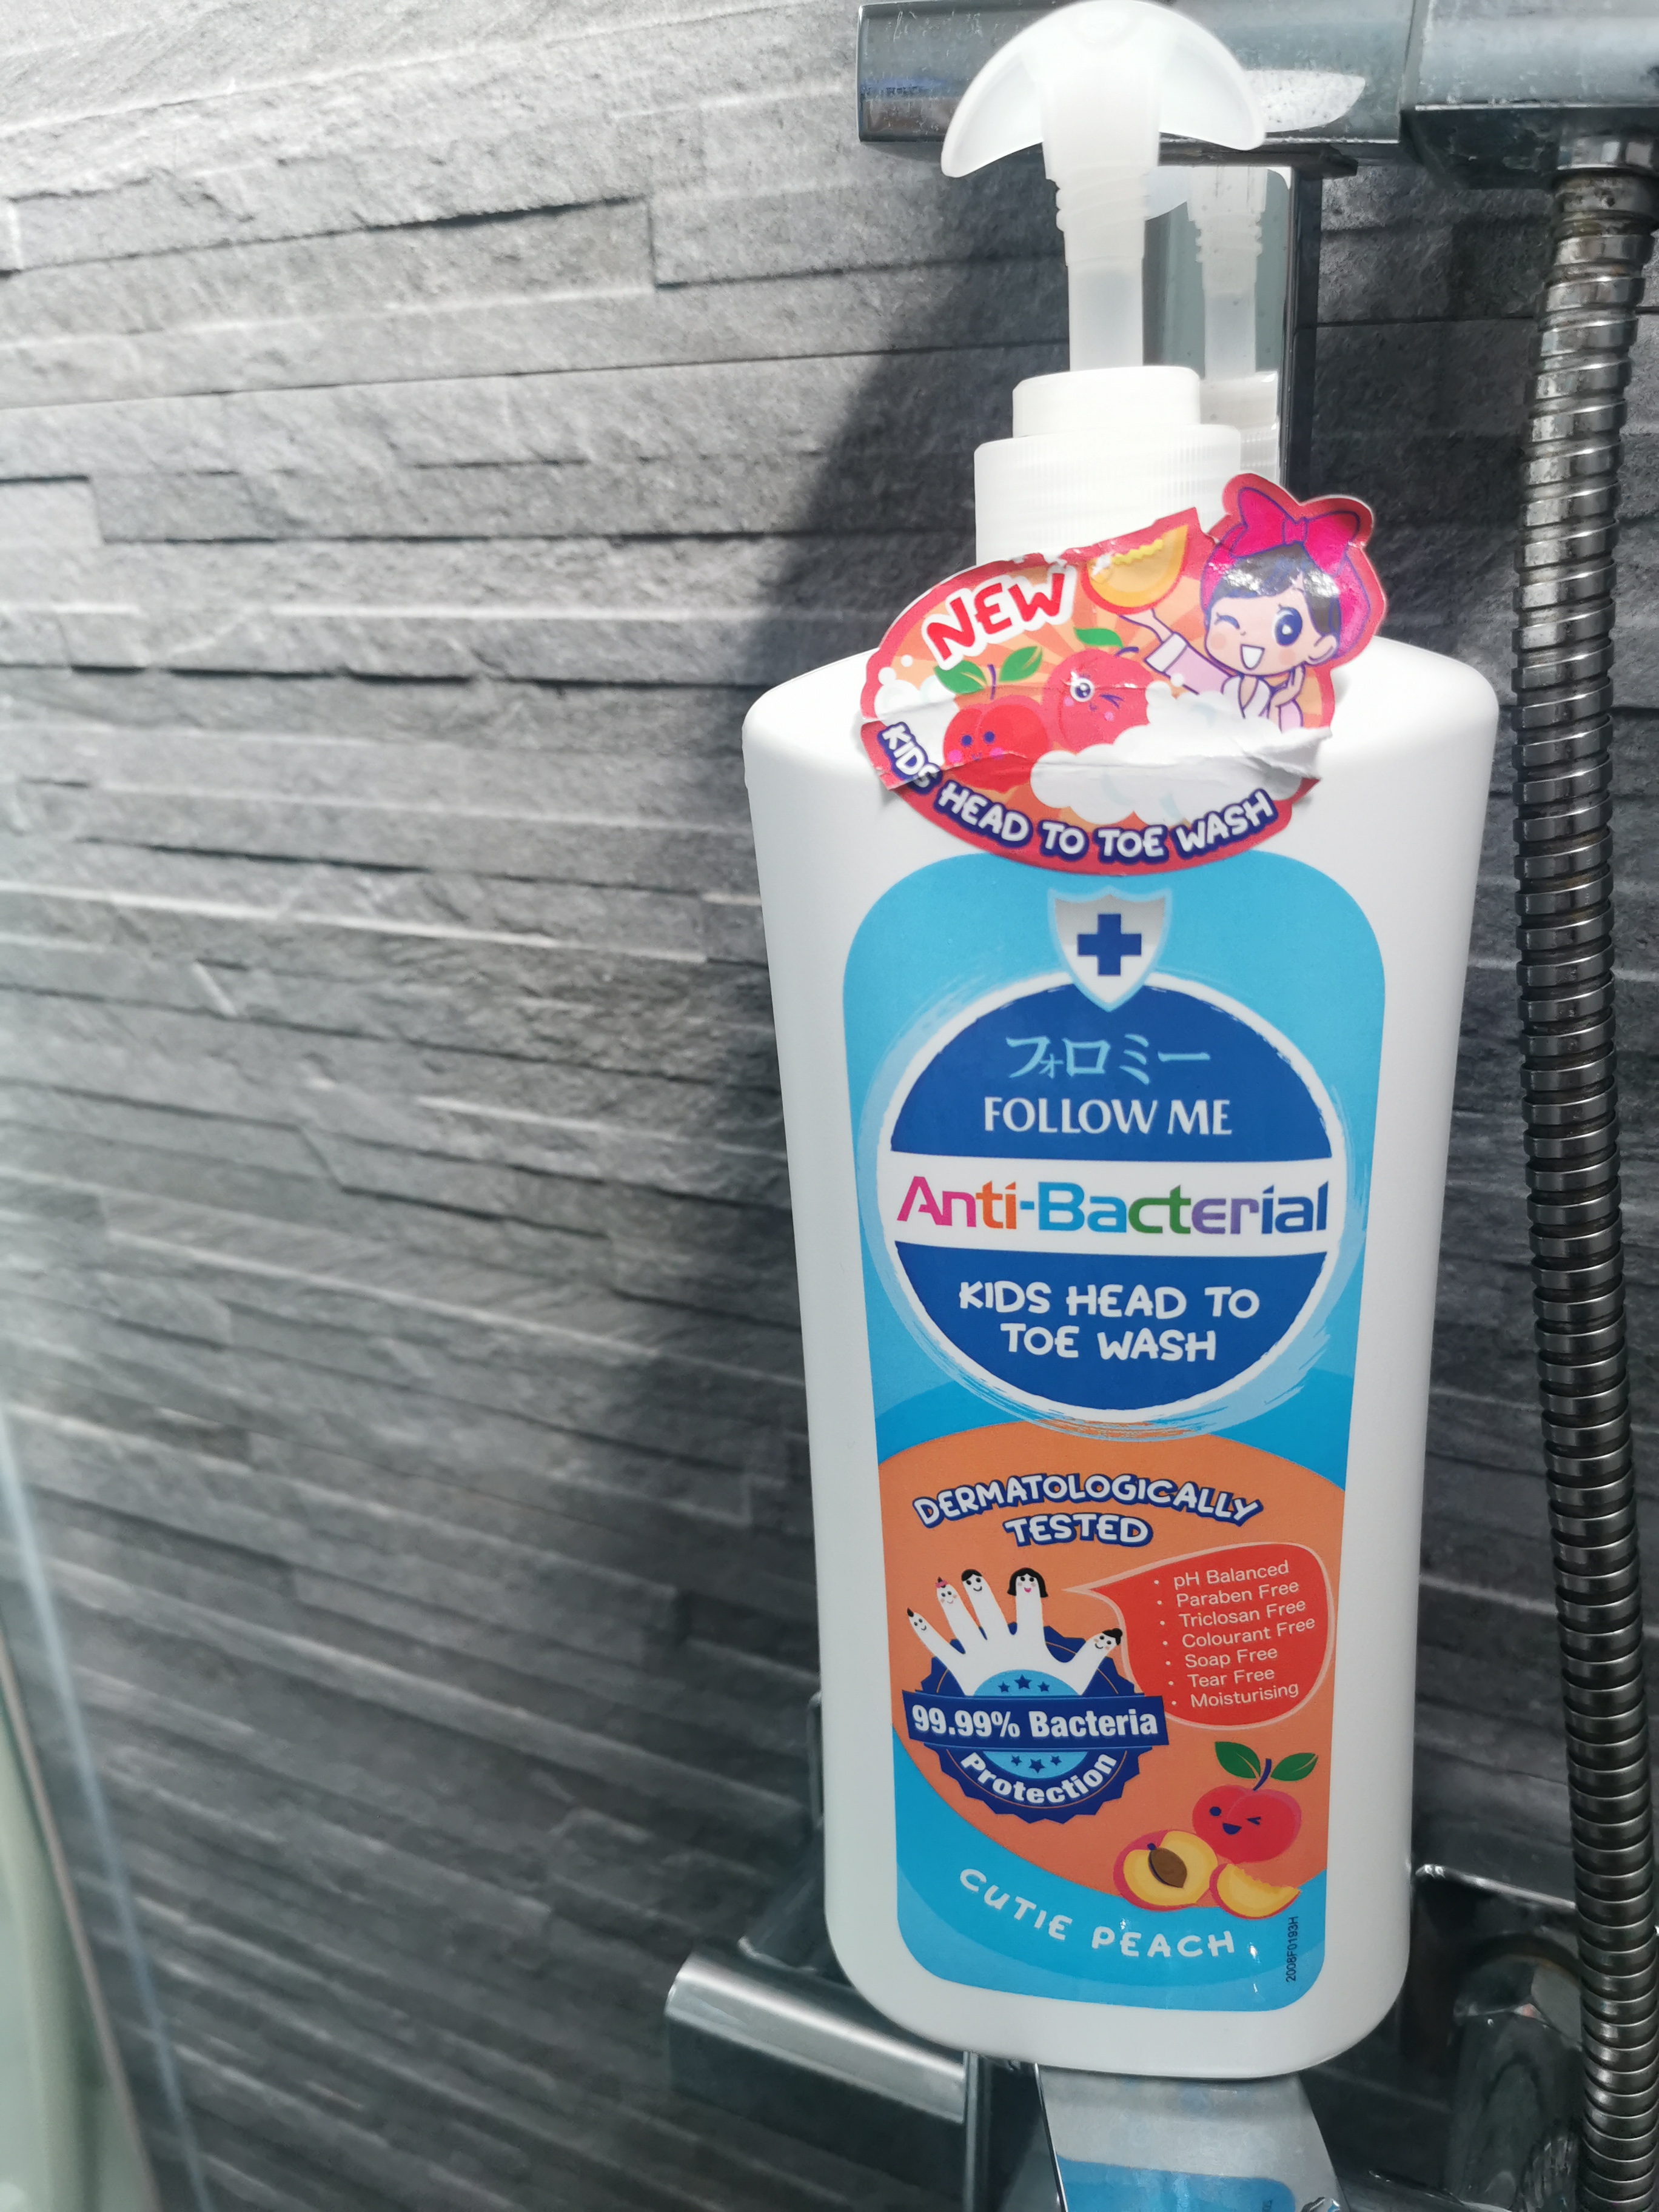 NEW
KIDS HEAD TO TOE WASH
フォロミー
FOLLOW ME
Anti-Bacterial
KIDS HEAD TO
TOE WASH
DERMATOLOGICALLY
TESTED
• pH Balanced
• Paraben Free
• Triclosan Free
• Colourant Free
• Soap Free
• Tear Free
• Moisturising
99.99% Bacteria
Protection
CUTIE PEACH
2008F0193H